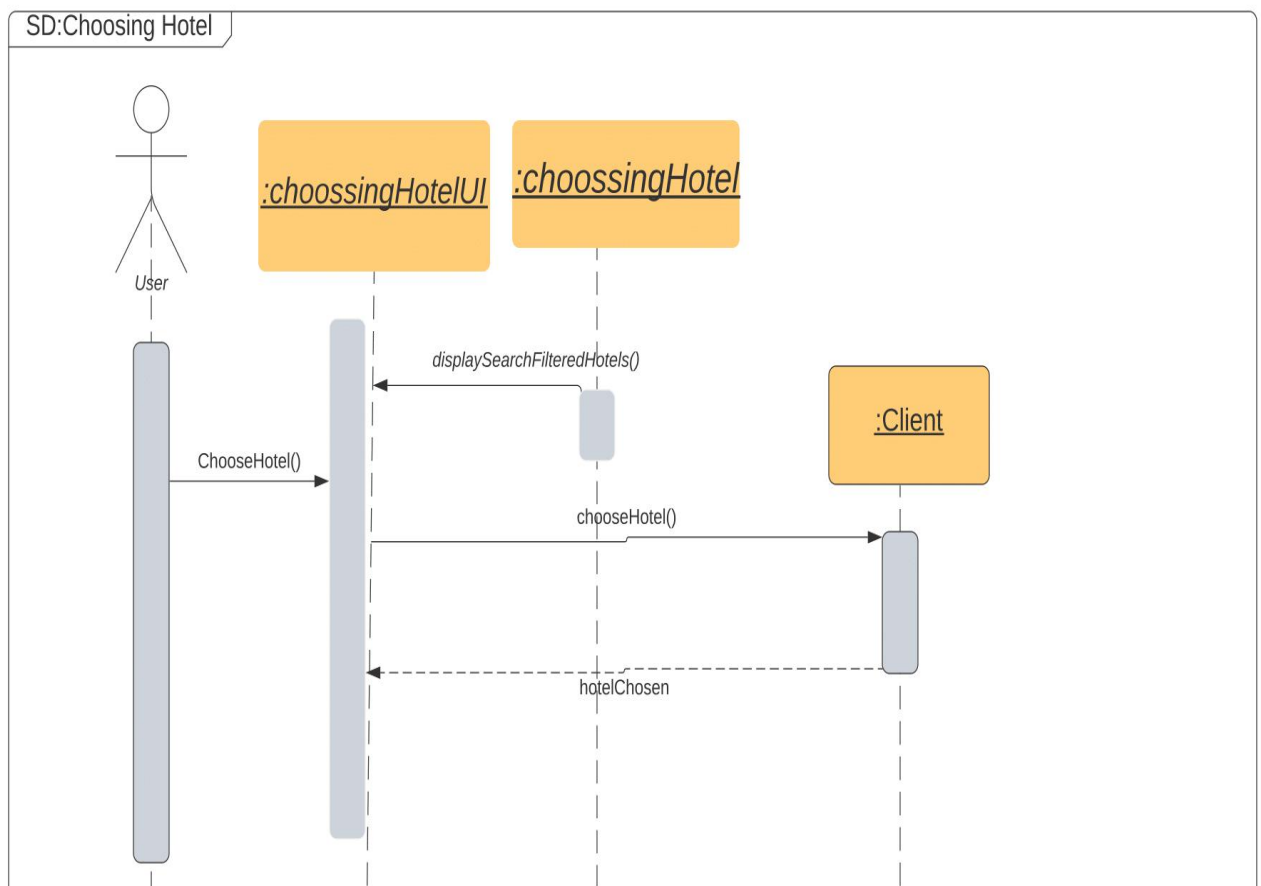 SD:Choosing Hotel
:choossingHotelUI
:choossingHotel
User
displaySearchFilteredHotels()
:Client
ChooseHotel()
chooseHotel()
hotelChosen